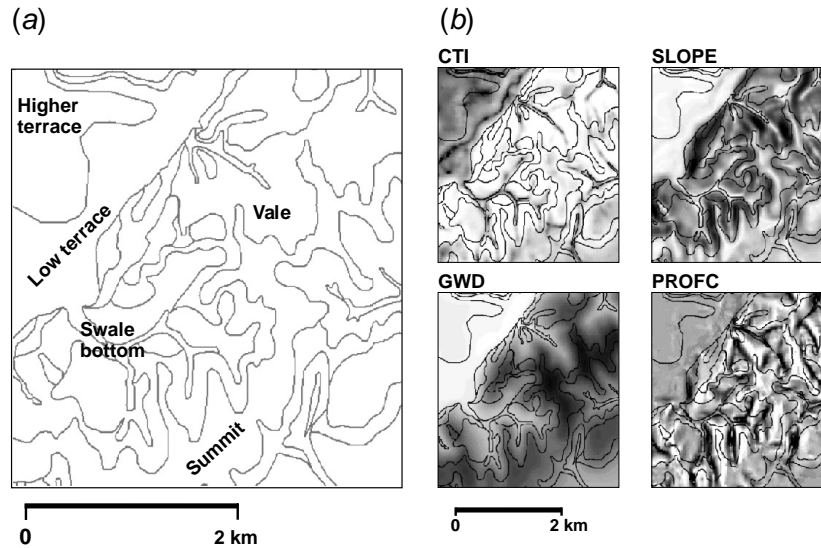 (a)
Higher
terrace
Low terrace
Vale
Swale
bottom
Summit
0 2 km
(b)
CTI
SLOPE
GWD
PROFC
0 2 km